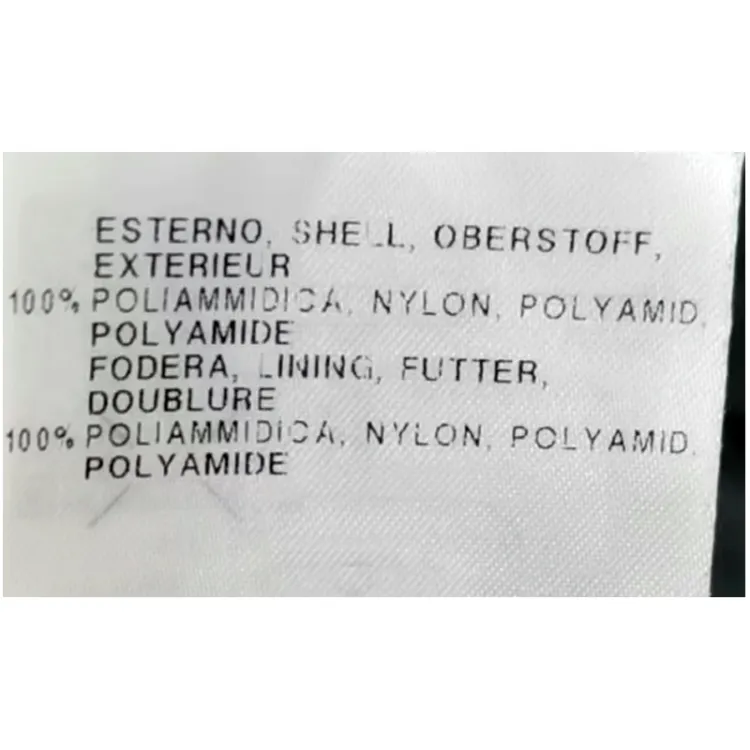 ESTERNO, SHELL, OBERSTOFF,
EXTERIEUR
100% POLIAMMIDICA, NYLON, POLYAMID,
POLYAMIDE
FODERA, LINING, FUTTER,
DOUBLURE
100% POLIAMMIDICA, NYLON, POLYAMID,
POLYAMIDE